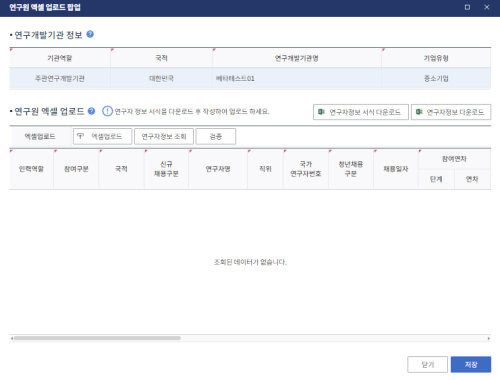 연구원 엑셀 업로드 팝업
연구개발기관 정보
기관역할 국적 연구개발기관명 기업유형
주관연구개발기관 대한민국 베타테스트01 중소기업
연구원 엑셀 업로드 연구자 정보 서식을 다운로드 후 작성하여 업로드 하세요. 연구자정보 서식 다운로드 연구자정보 다운로드
엑셀업로드 엑셀업로드 연구자정보 조회 검증
인력역할 참여구분 국적 신규 채용구분 연구자명 직위 국가 연구자번호 청년채용 구분 채용일자 참여연차
단계 연차
조회된 데이터가 없습니다.
닫기 저장